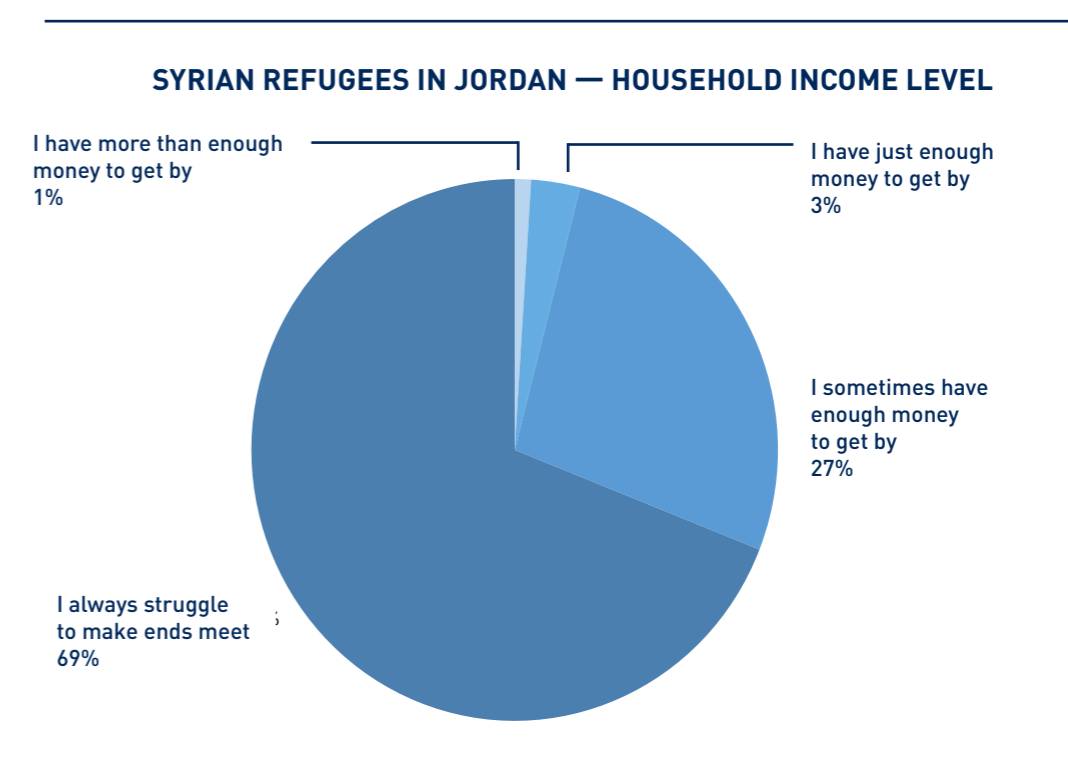 SYRIAN REFUGEES IN JORDAN — HOUSEHOLD INCOME LEVEL
I have more than enough
money to get by
1%
I have just enough
money to get by
3%
I sometimes have
enough money
to get by
27%
I always struggle
to make ends meet
69%